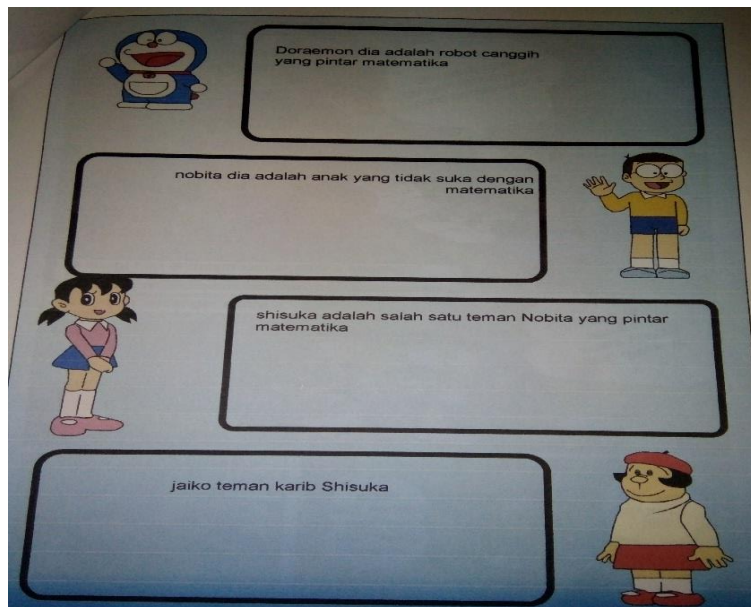 Doraemon dia adalah robot canggih
yang pintar matematika
nobita dia adalah anak yang tidak suka dengan
matematika
shisuka adalah salah satu teman Nobita yang pintar
matematika
jaiko teman karib Shisuka